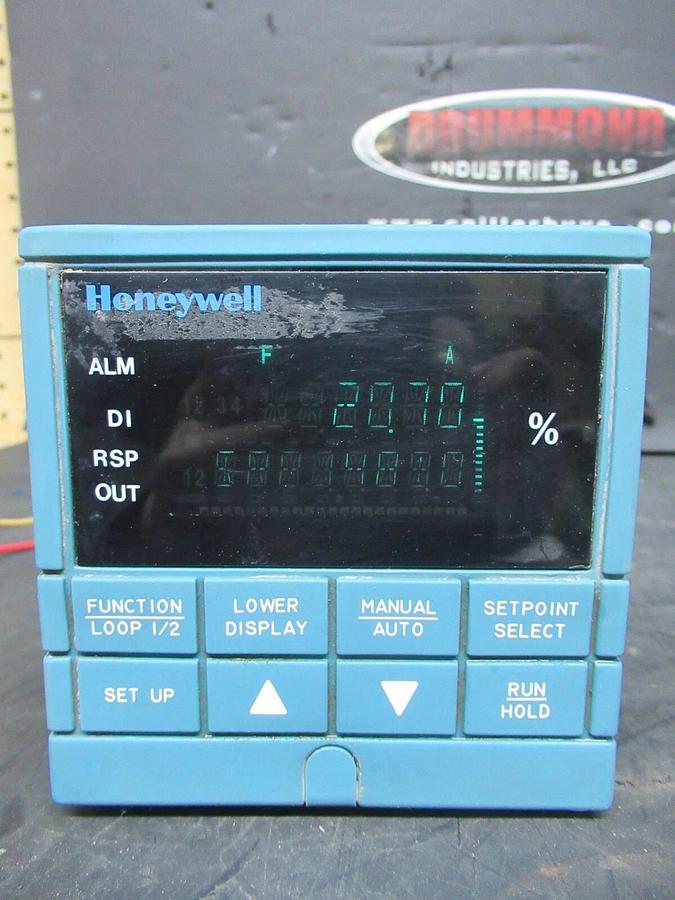 DRUMMOND
INDUSTRIES, LLC
Honeywell
F A
ALM
DI
%
RSP
OUT
FUNCTION
LOOP 1/2
LOWER
DISPLAY
MANUAL
AUTO
SETPOINT
SELECT
SET UP
▲
▼
RUN
HOLD